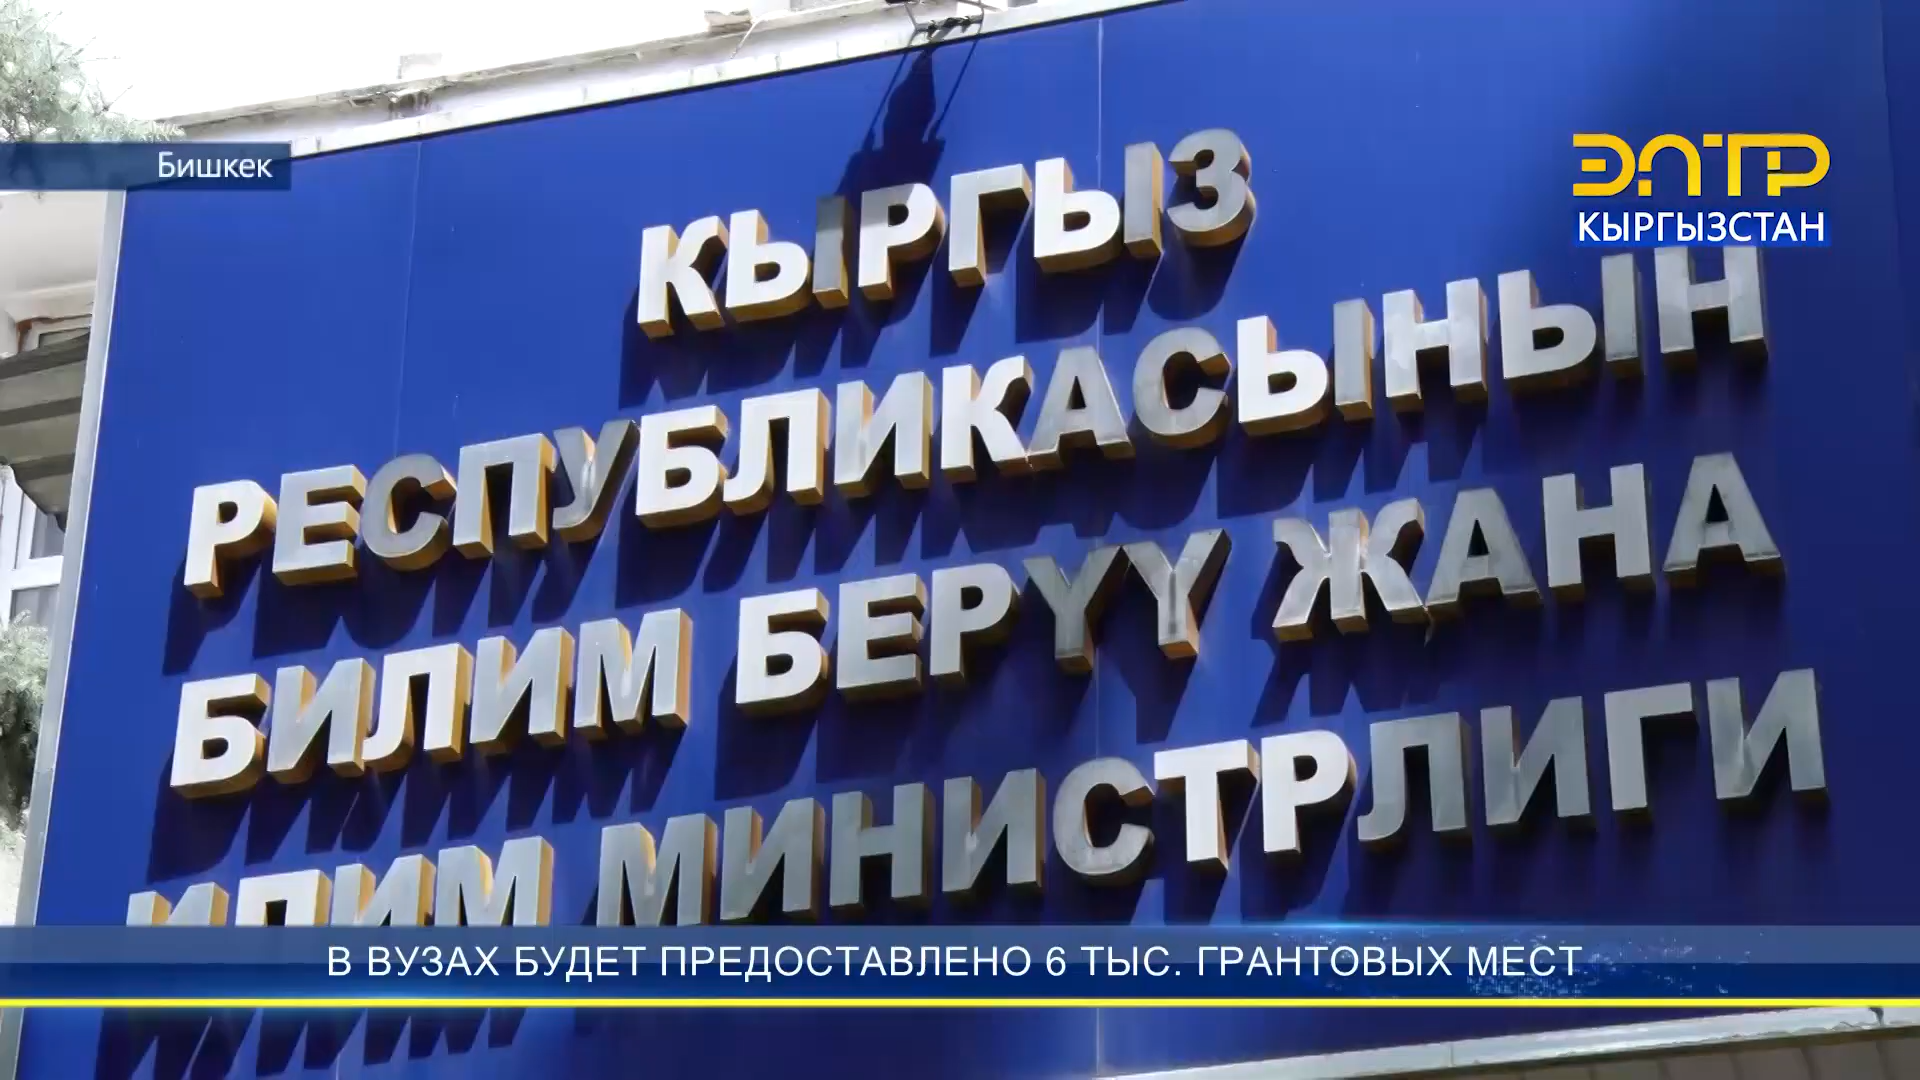 Бишкек
ЭЛТР
КЫРГЫЗСТАН
КЫРГЫЗ
РЕСПУБЛИКАСЫНЫН
БИЛИМ БЕРҮҮ ЖАНА
ИЛИМ МИНИСТРЛИГИ
В ВУЗАХ БУДЕТ ПРЕДОСТАВЛЕНО 6 ТЫС. ГРАНТОВЫХ МЕСТ